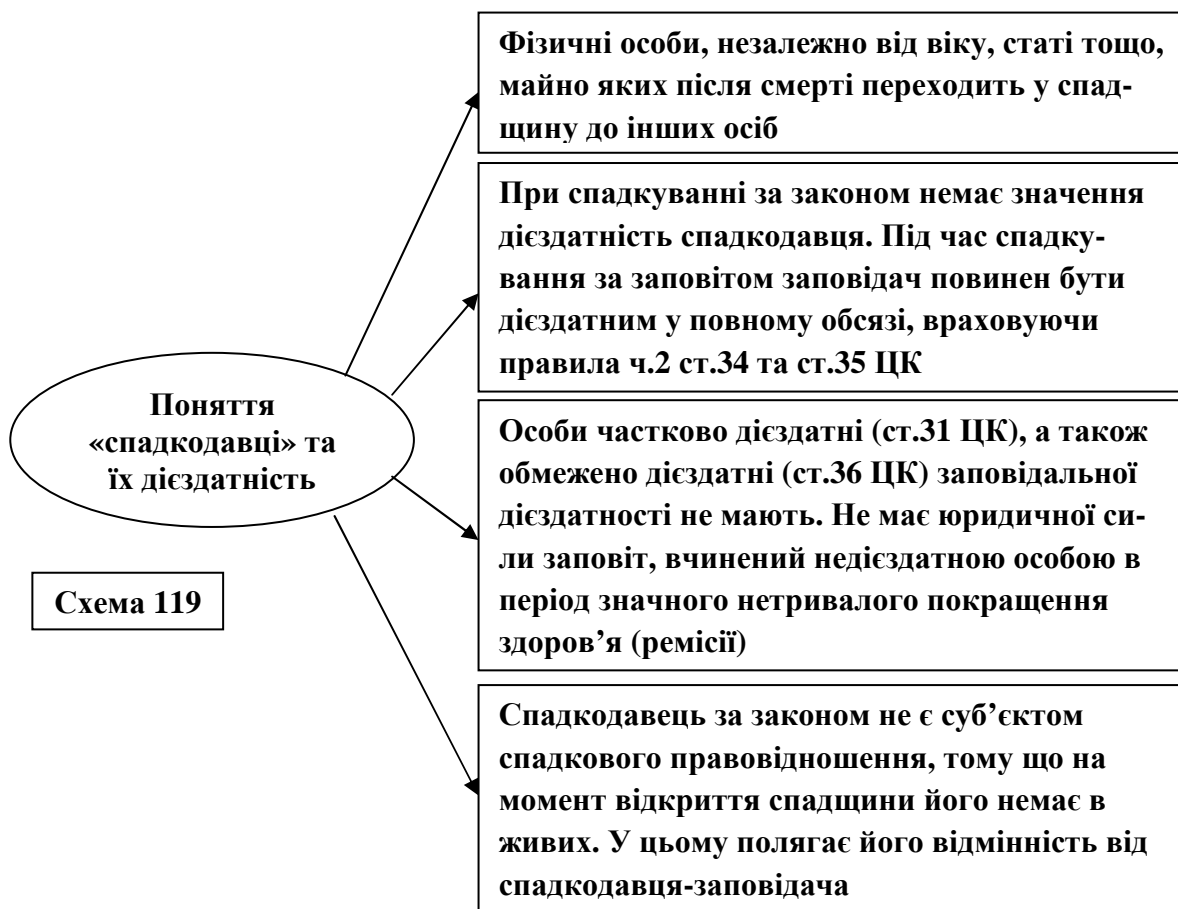 Фізичні особи, незалежно від віку, статі тощо,
майно яких після смерті переходить у спад-
щину до інших осіб
При спадкуванні за законом немає значення
дієздатність спадкодавця. Під час спадку-
вання за заповітом заповідач повинен бути
дієздатним у повному обсязі, враховуючи
правила ч.2 ст.34 та ст.35 ЦК
Поняття
«спадкодавці» та
їх дієздатність
Особи частково дієздатні (ст.31 ЦК), а також
обмежено дієздатні (ст.36 ЦК) заповідальної
дієздатності не мають. Не має юридичної си-
ли заповіт, вчинений недієздатною особою в
період значного нетривалого покращення
здоров’я (ремісії)
Схема 119
Спадкодавець за законом не є суб’єктом
спадкового правовідношення, тому що на
момент відкриття спадщини його немає в
живих. У цьому полягає його відмінність від
спадкодавця-заповідача